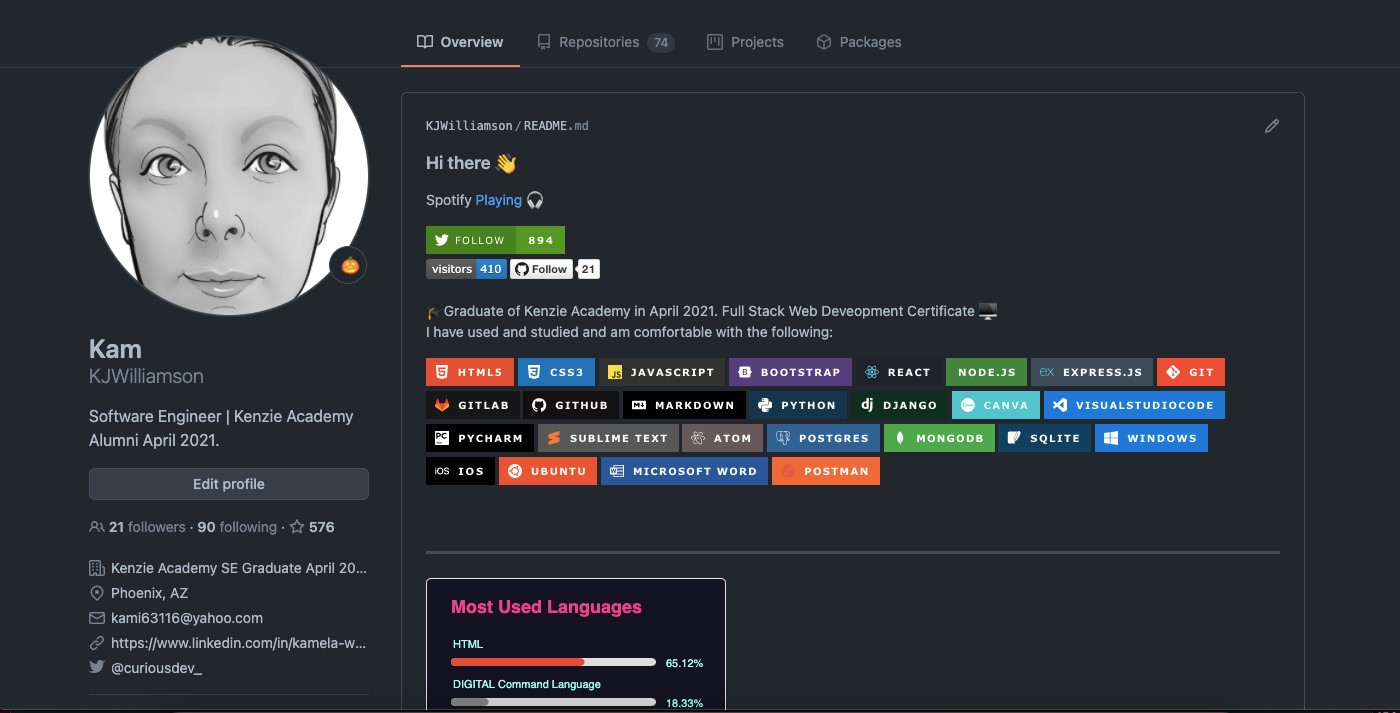 Overview
Repositories 74
Projects
Packages
KJWilliamson/README.md
Hi there 👋
Spotify Playing 🎧
FOLLOW 894
visitors 410 Follow 21
🎓Graduate of Kenzie Academy in April 2021. Full Stack Web Deveopment Certificate 🖥️
I have used and studied and am comfortable with the following:
HTML5 CSS3 JS JAVASCRIPT B BOOTSTRAP REACT NODE.JS ex EXPRESS.JS GIT
GITLAB GITHUB MARKDOWN PYTHON dj DJANGO CANVA VISUALSTUDIOCODE
PC PYCHARM SUBLIME TEXT ATOM POSTGRES MONGODB SQLITE WINDOWS
iOS IOS UBUNTU MICROSOFT WORD POSTMAN
Most Used Languages
HTML
65.12%
DIGITAL Command Language
18.33%
Kam
KJWilliamson
Software Engineer | Kenzie Academy
Alumni April 2021.
Edit profile
21 followers · 90 following · 576
Kenzie Academy SE Graduate April 20...
Phoenix, AZ
kami63116@yahoo.com
https://www.linkedin.com/in/kamela-w...
@curiousdev_